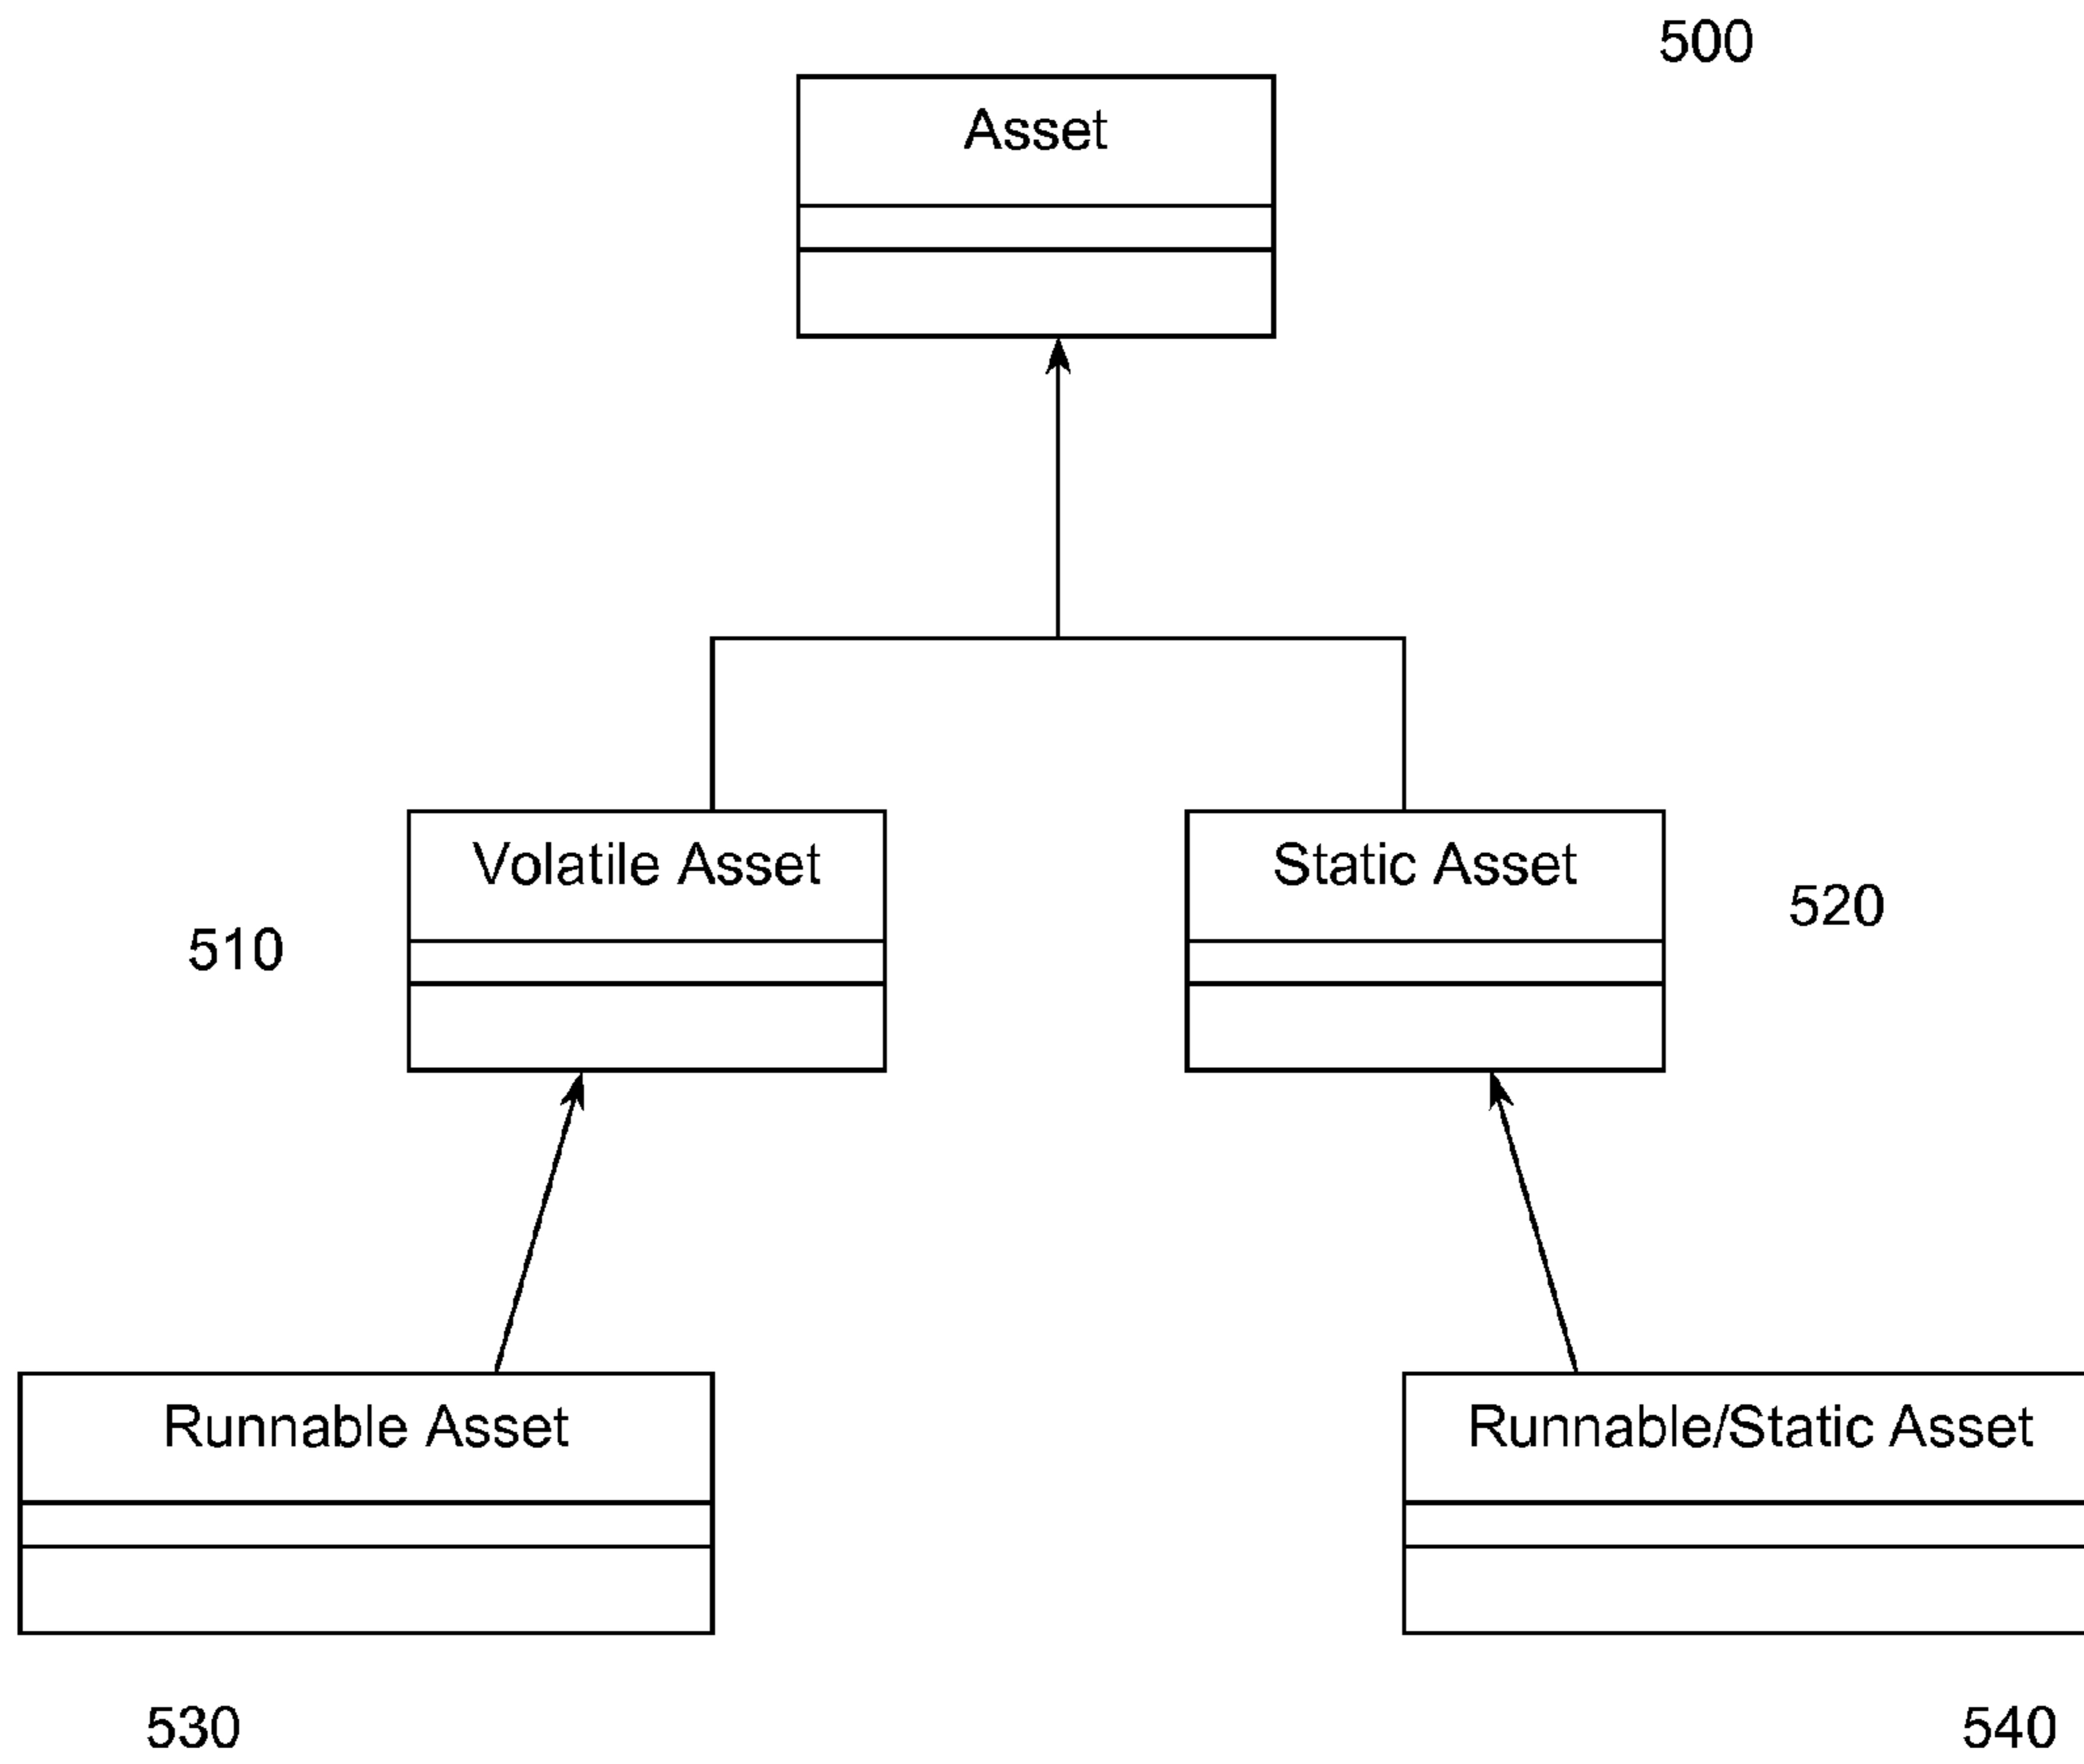 500
Asset
Volatile Asset
Static Asset
510
520
Runnable Asset
Runnable/Static Asset
530
540